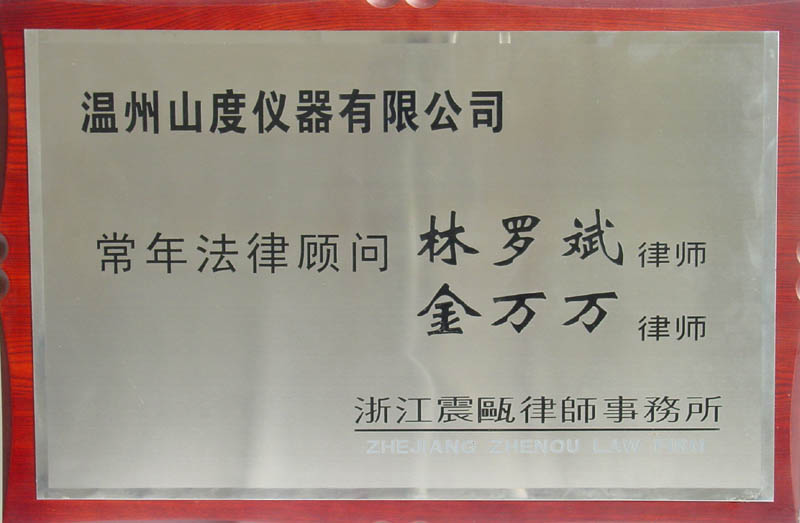 温州山度仪器有限公司
常年法律顾问 林罗斌 律师
金万万 律师
浙江震甌律師事務所
ZHEJIANG ZHENOU LAW FIRM